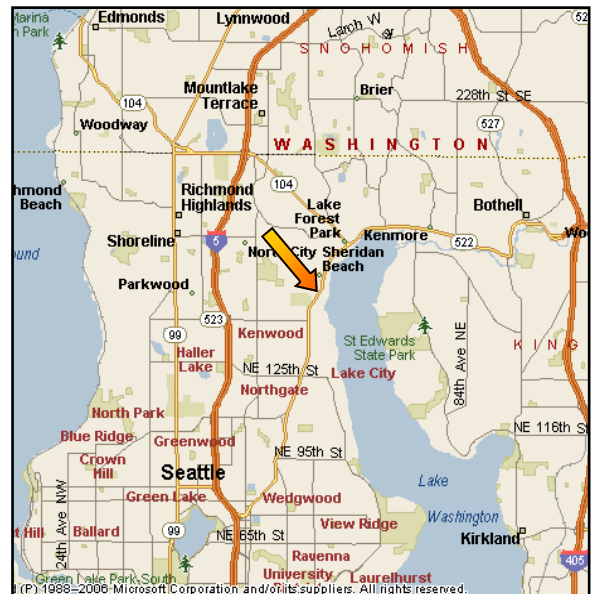 Marina
n Park
Edmonds
Lynnwood
Larch W
52
SNOHOMISH
Mountlake
Terrace
Brier
104
228th St SE
Woodway
527
WASHINGTON
hmond
Beach
Richmond
Highlands
104
Lake
Forest
Park
Bothell
Shoreline
5
Kenmore
522
Wo
ound
North City
Sheridan
Beach
Parkwood
523
99
Kenwood
St Edwards
State Park
84th Ave NE
KING
Haller
Lake
NE 125th St
Lake City
Northgate
North Park
NE 116th St
Blue Ridge
Greenwood
NE 95th St
Crown
Hill
Seattle
Lake
Washington
24th Ave NW
Green Lake
Wedgwood
t Hill
Ballard
99
NE 65th St
View Ridge
Kirkland
Ravenna
405
Green Lake Park-South
University
Laurelhurst
(P) 1988-2006 Microsoft Corporation and/or its suppliers. All rights reserved.